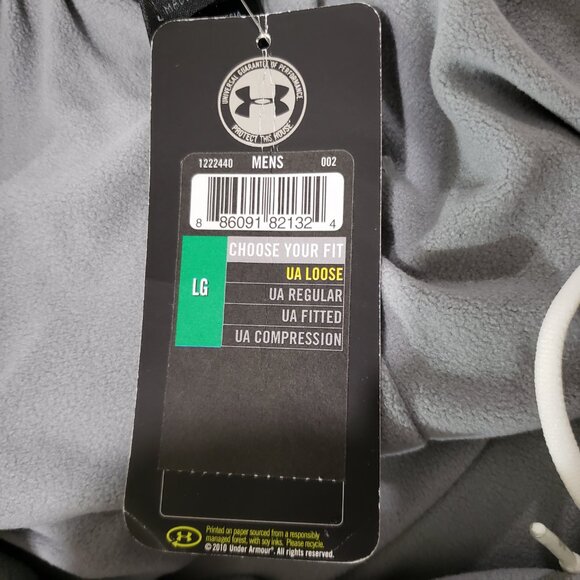 UNIVERSAL GUARANTEE OF PERFORMANCE
PROTECT THIS HOUSE
1222440 MENS 002
8 86091 82132 4
LG
CHOOSE YOUR FIT
UA LOOSE
UA REGULAR
UA FITTED
UA COMPRESSION
Printed on paper sourced from a responsibly
managed forest, with soy inks. Please recycle.
© 2010 Under Armour®. All rights reserved.